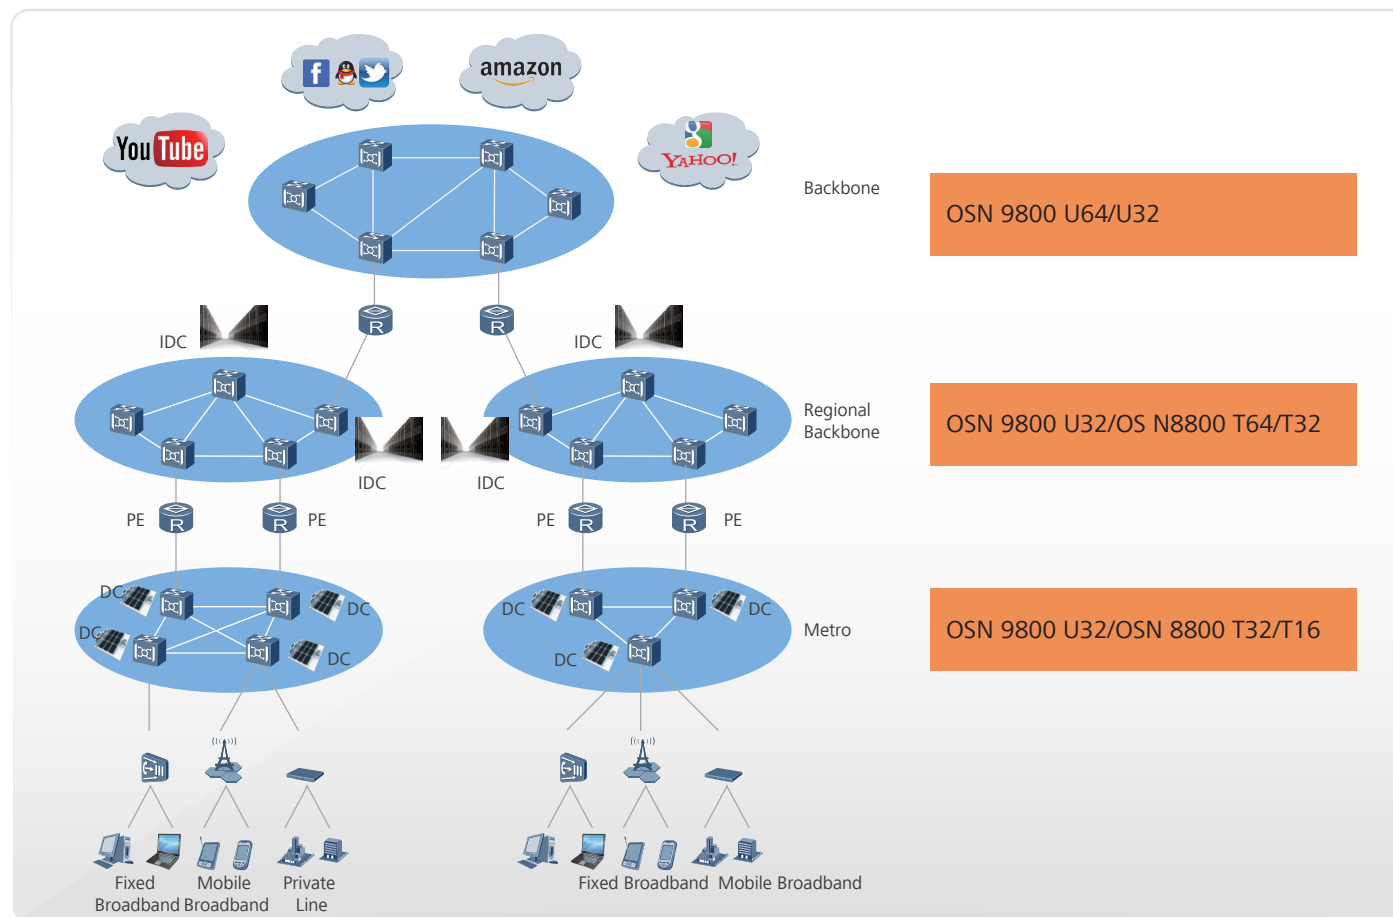 f
amazon
You Tube
g
YAHOO!
Backbone
OSN 9800 U64/U32
R
R
IDC
IDC
Regional
Backbone
OSN 9800 U32/OS N8800 T64/T32
IDC
IDC
PE
R
R
PE
PE
R
R
PE
DC
DC
DC
DC
DC
DC
DC
Metro
OSN 9800 U32/OSN 8800 T32/T16
Fixed
Broadband
Mobile
Broadband
Private
Line
Fixed Broadband
Mobile Broadband